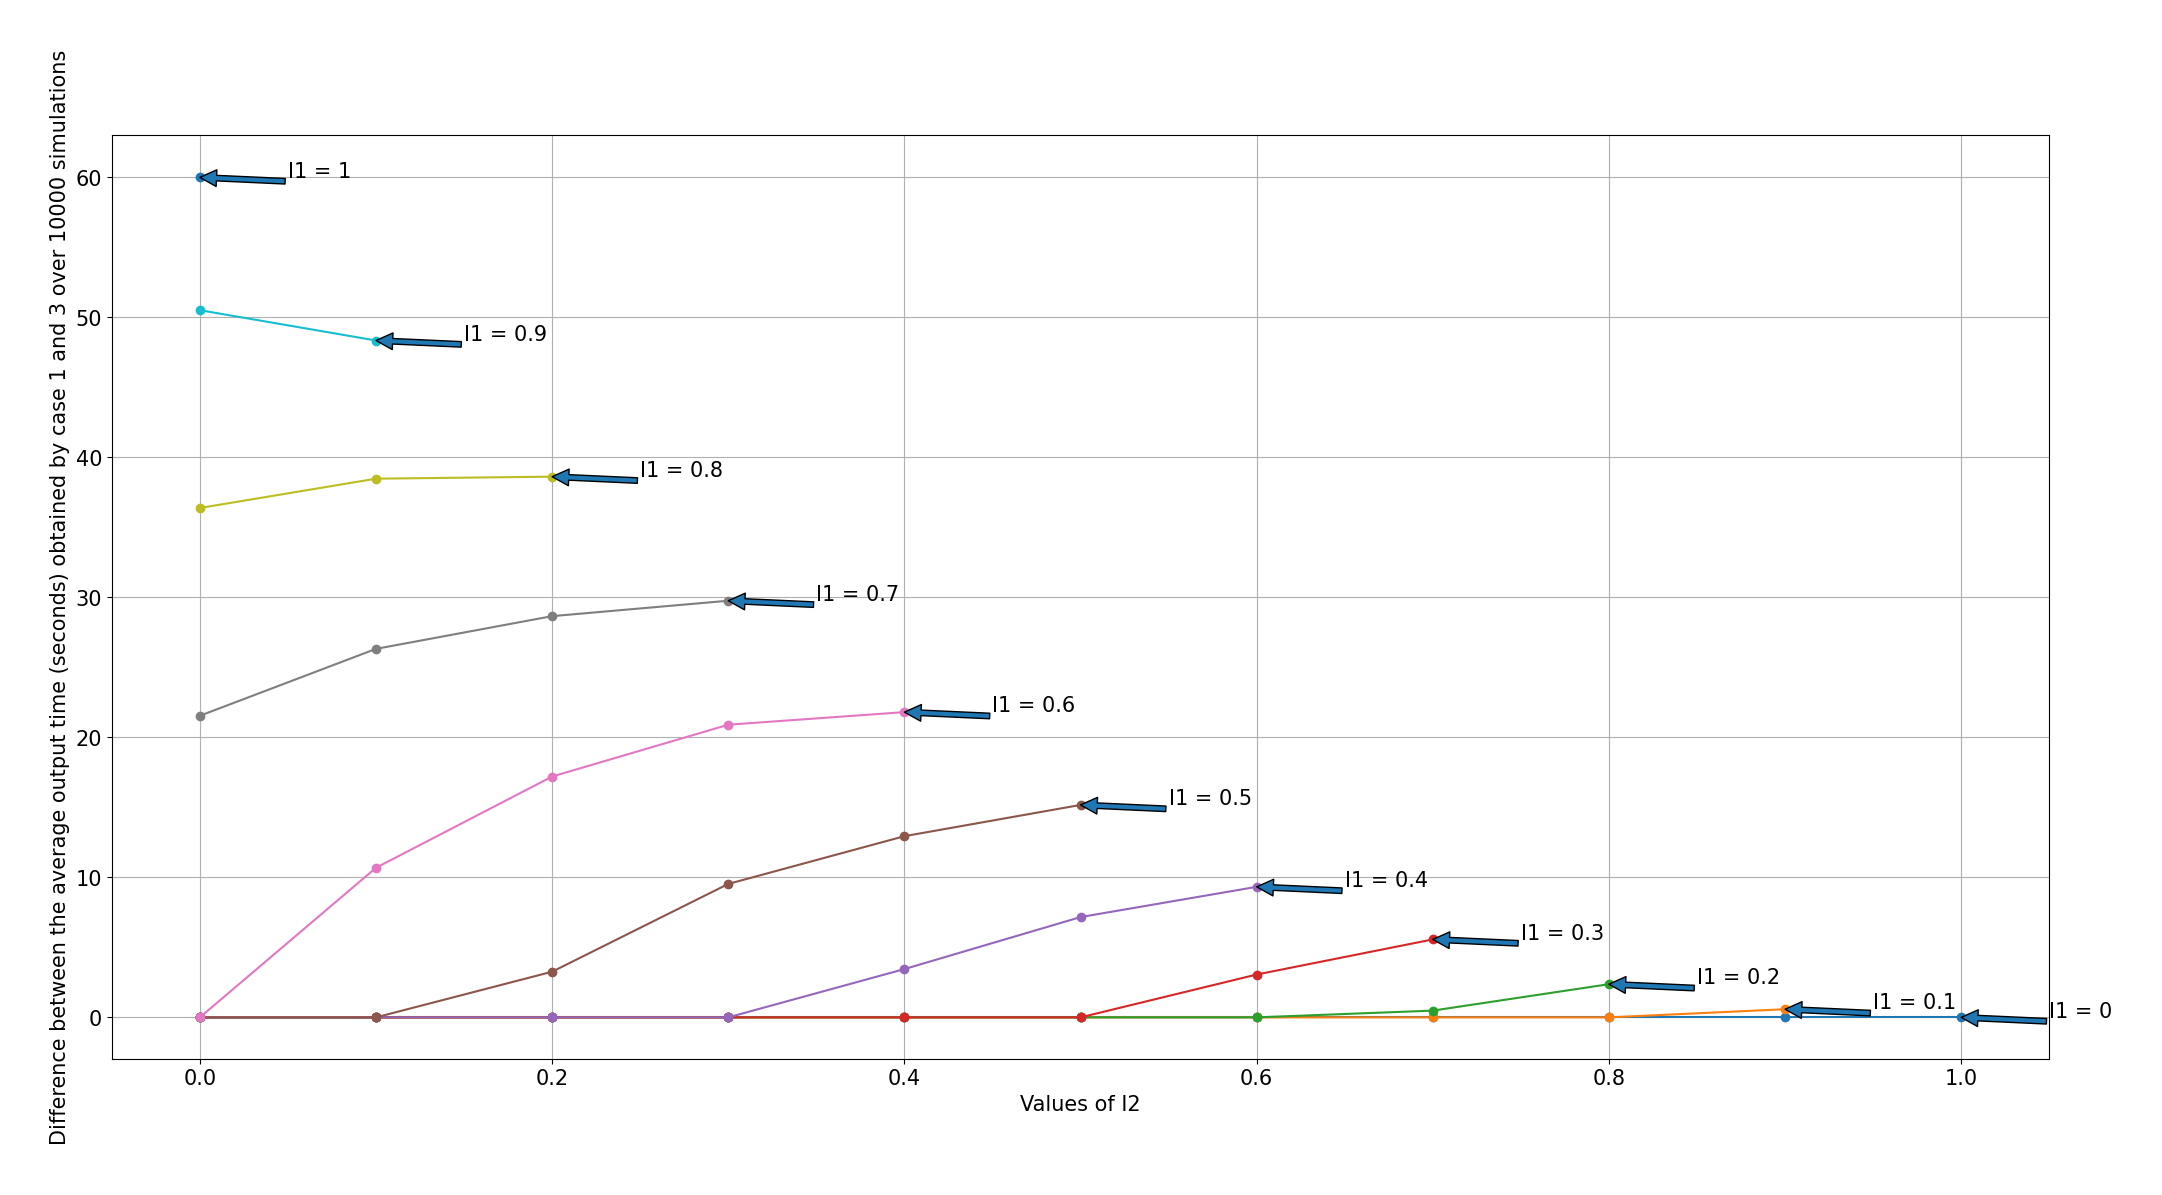 Difference between the average output time (seconds) obtained by case 1 and 3 over 10000 simulations
60
50
40
30
20
10
0
I1 = 1
I1 = 0.9
I1 = 0.8
I1 = 0.7
I1 = 0.6
I1 = 0.5
I1 = 0.4
I1 = 0.3
I1 = 0.2
I1 = 0.1
I1 = 0
0.0 0.2 0.4 0.6 0.8 1.0
Values of I2